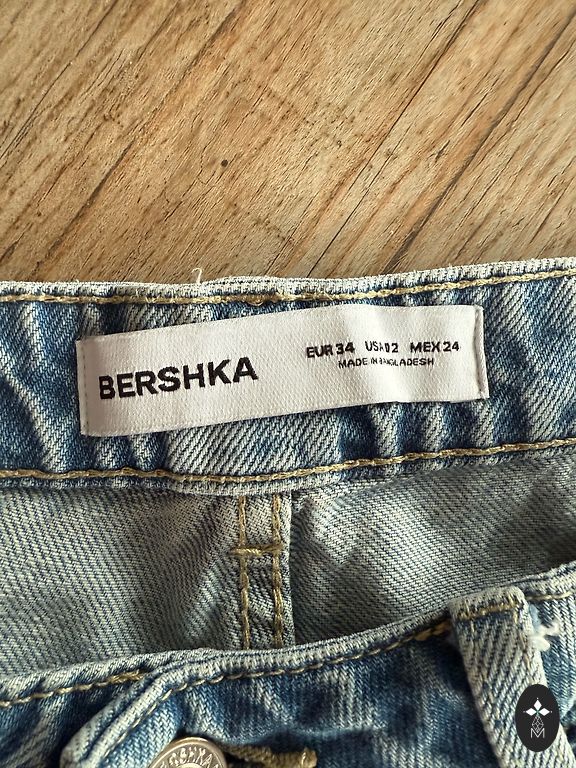 BERSHKA
EUR 34 USA 02 MEX 24
MADE IN BANGLADESH